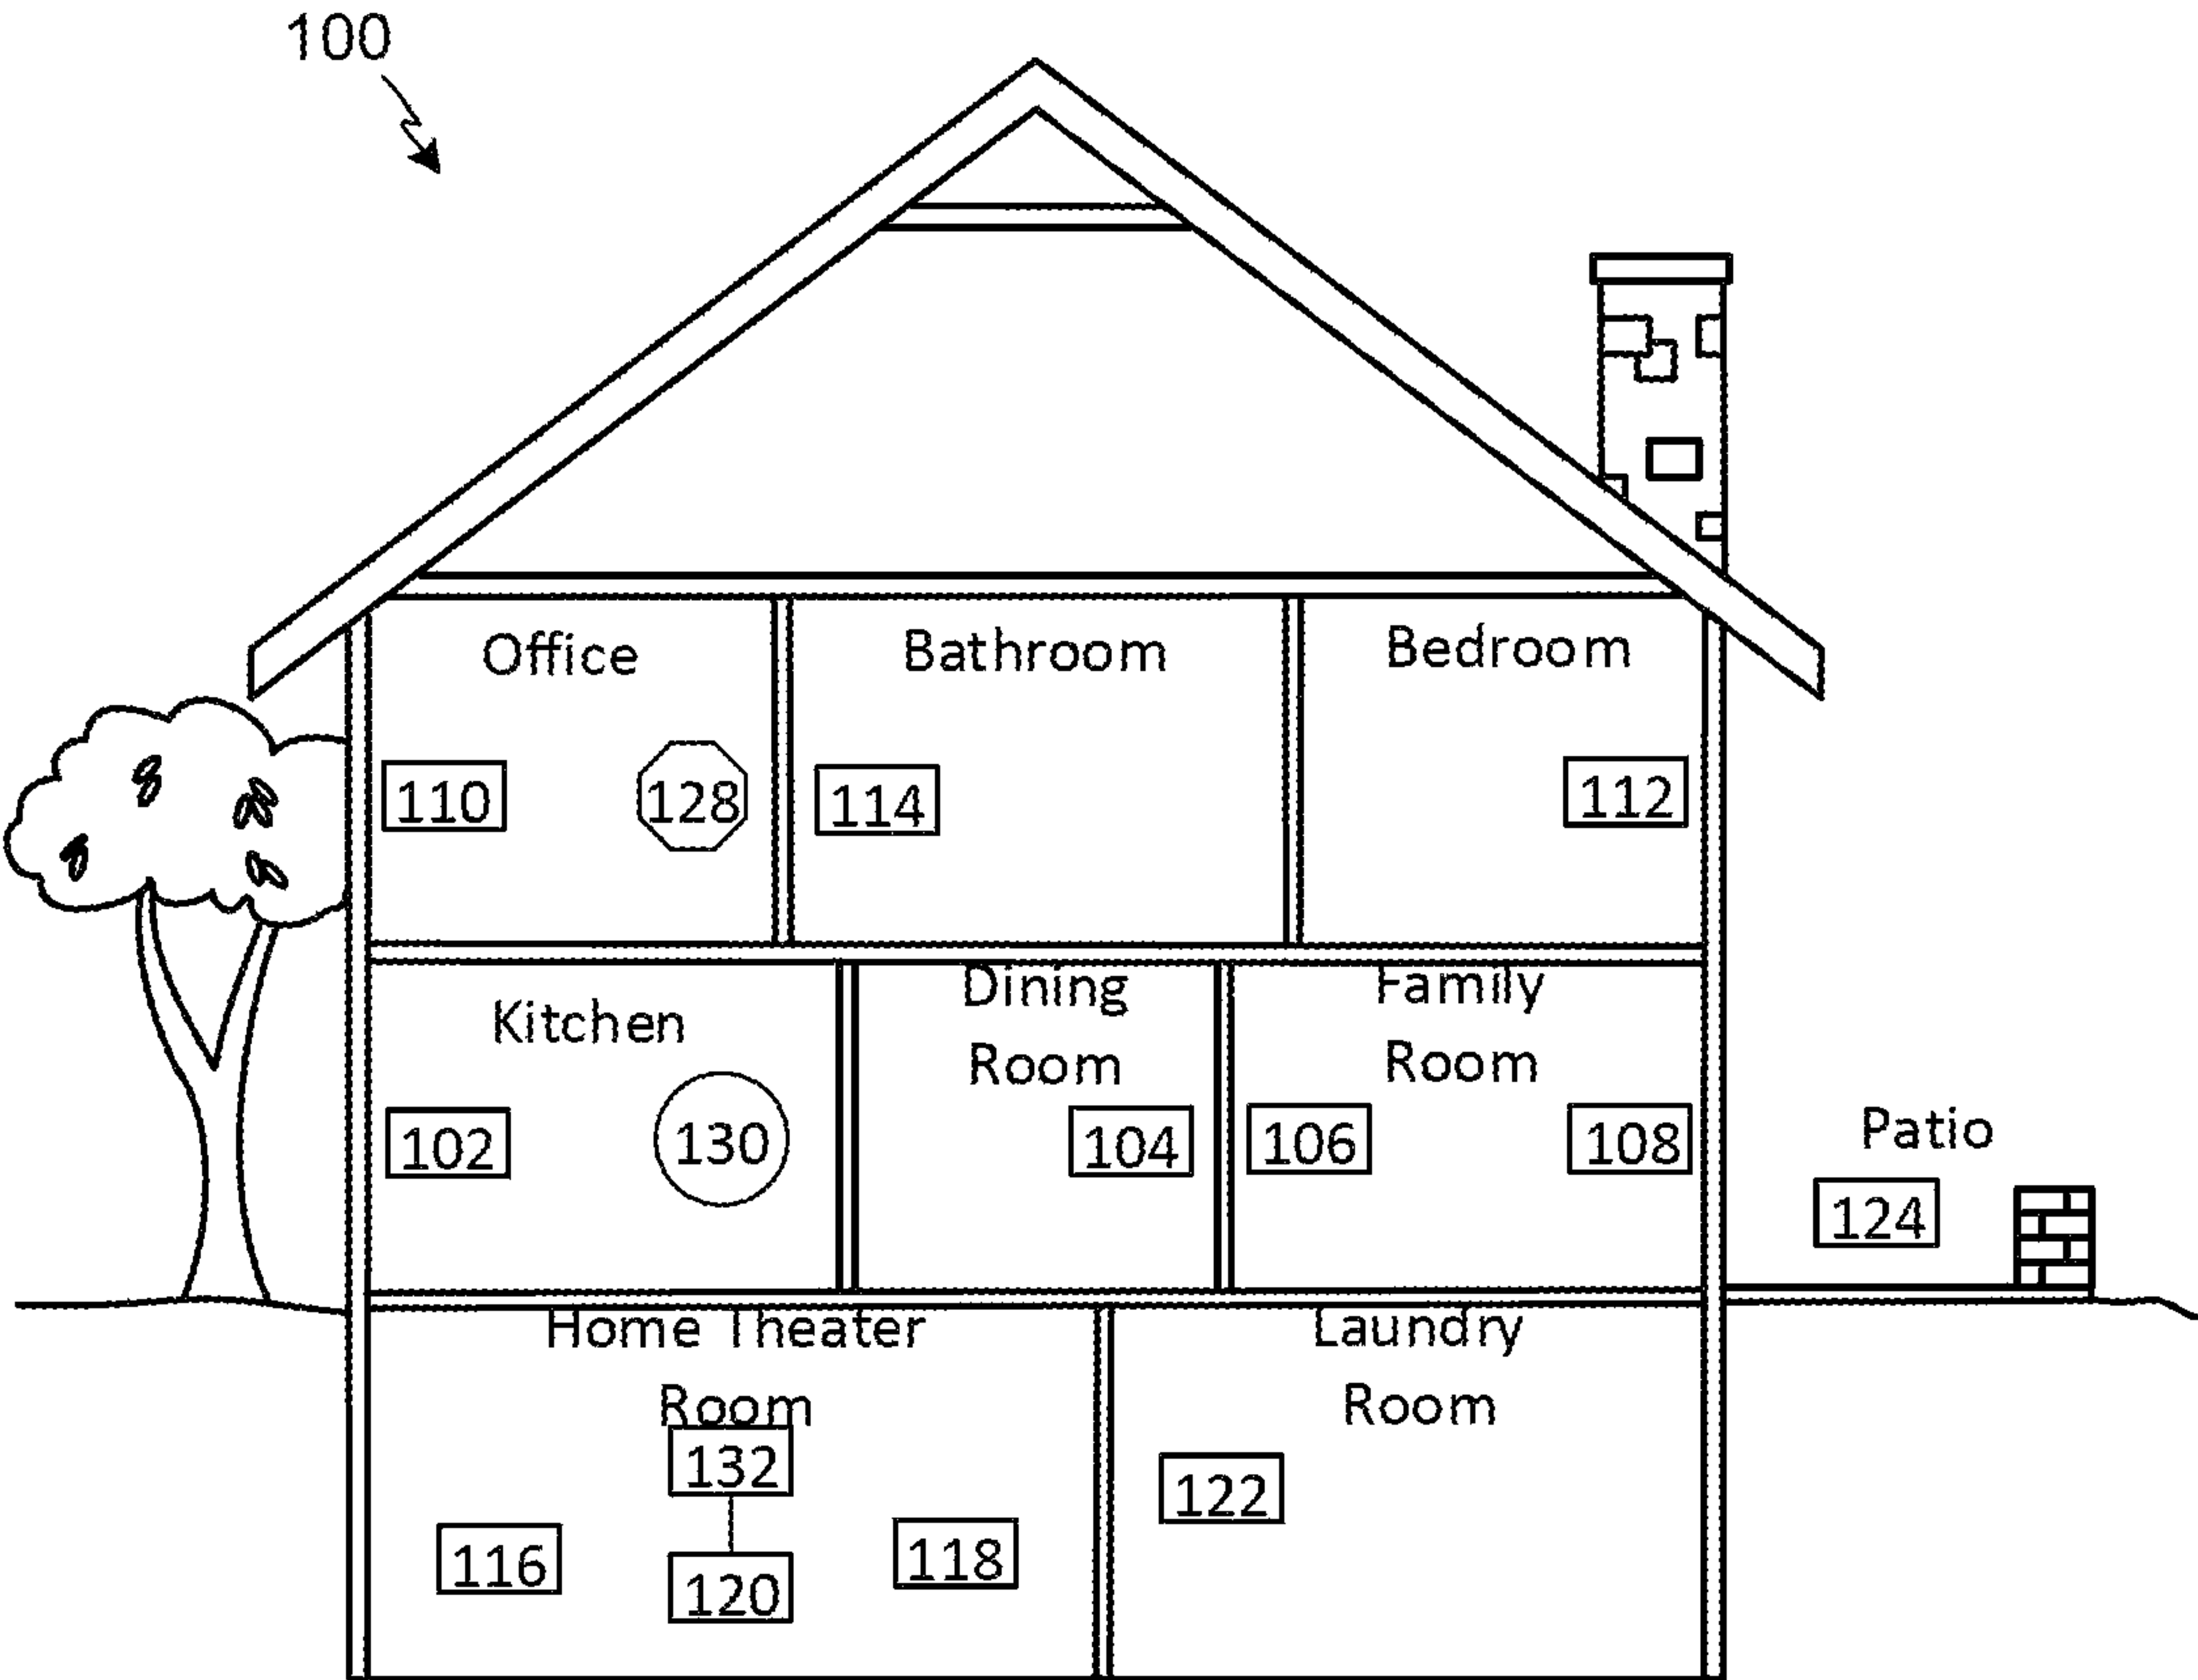 100
Office
Bathroom
Bedroom
110
128
114
112
Kitchen
Dining
Room
Family
Room
102
130
104
106
108
Patio
124
Home Theater
Room
Laundry
Room
132
116
120
118
122